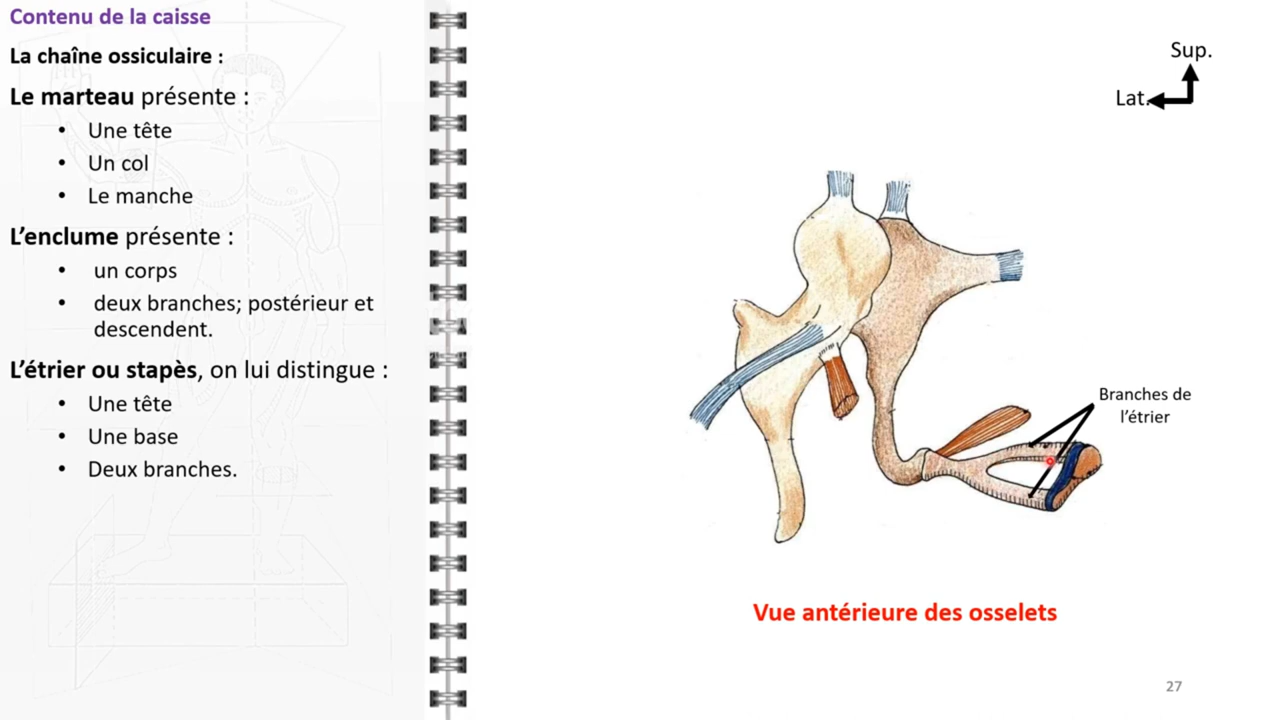 Contenu de la caisse
La chaîne ossiculaire :
Le marteau présente :
• Une tête
• Un col
• Le manche
L’enclume présente :
• un corps
• deux branches; postérieur et
descendent.
L’étrier ou stapès, on lui distingue :
• Une tête
• Une base
• Deux branches.
Sup.
Lat.
Branches de
l’étrier
Vue antérieure des osselets
27